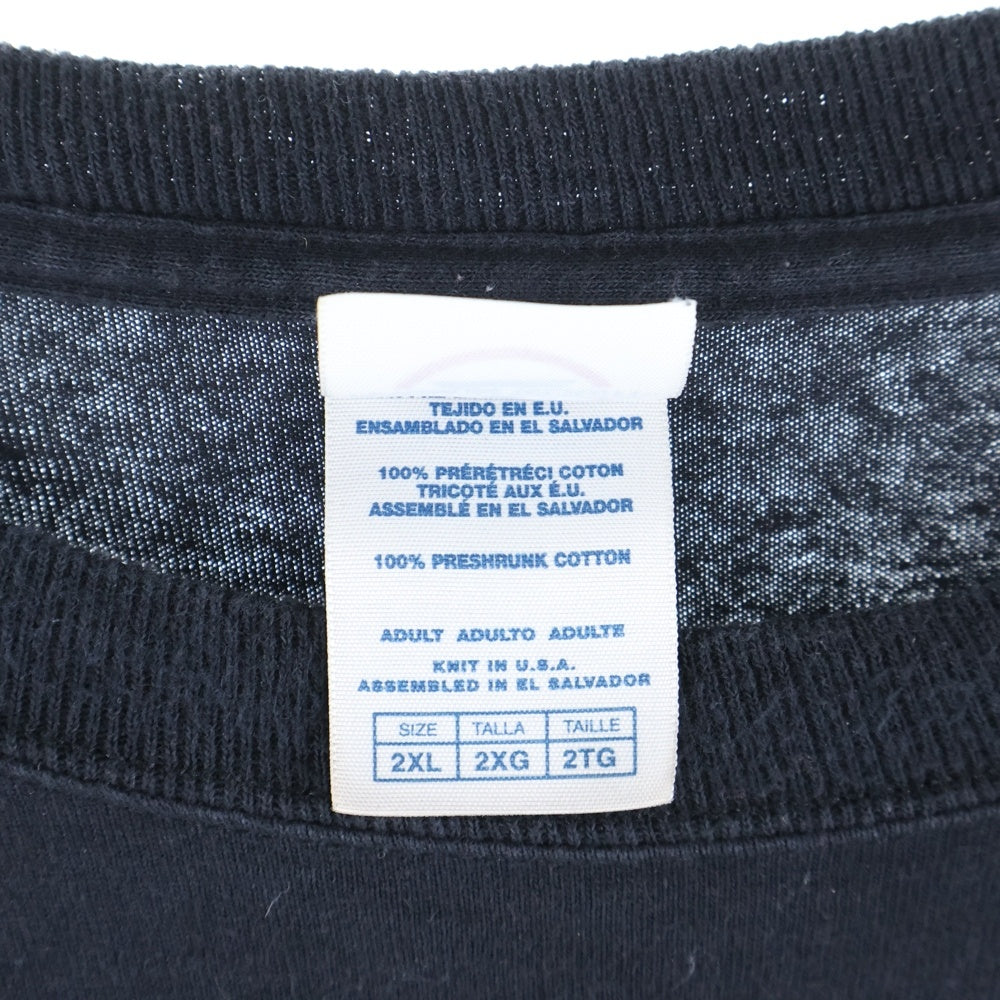 TEJIDO EN E.U.
ENSAMBLADO EN EL SALVADOR
100% PRÉRÉTRÉCI COTON
TRICOTÉ AUX É.U.
ASSEMBLÉ EN EL SALVADOR
100% PRESHRUNK COTTON
ADULT ADULTO ADULTE
KNIT IN U.S.A.
ASSEMBLED IN EL SALVADOR
SIZE TALLA TAILLE
2XL 2XG 2TG